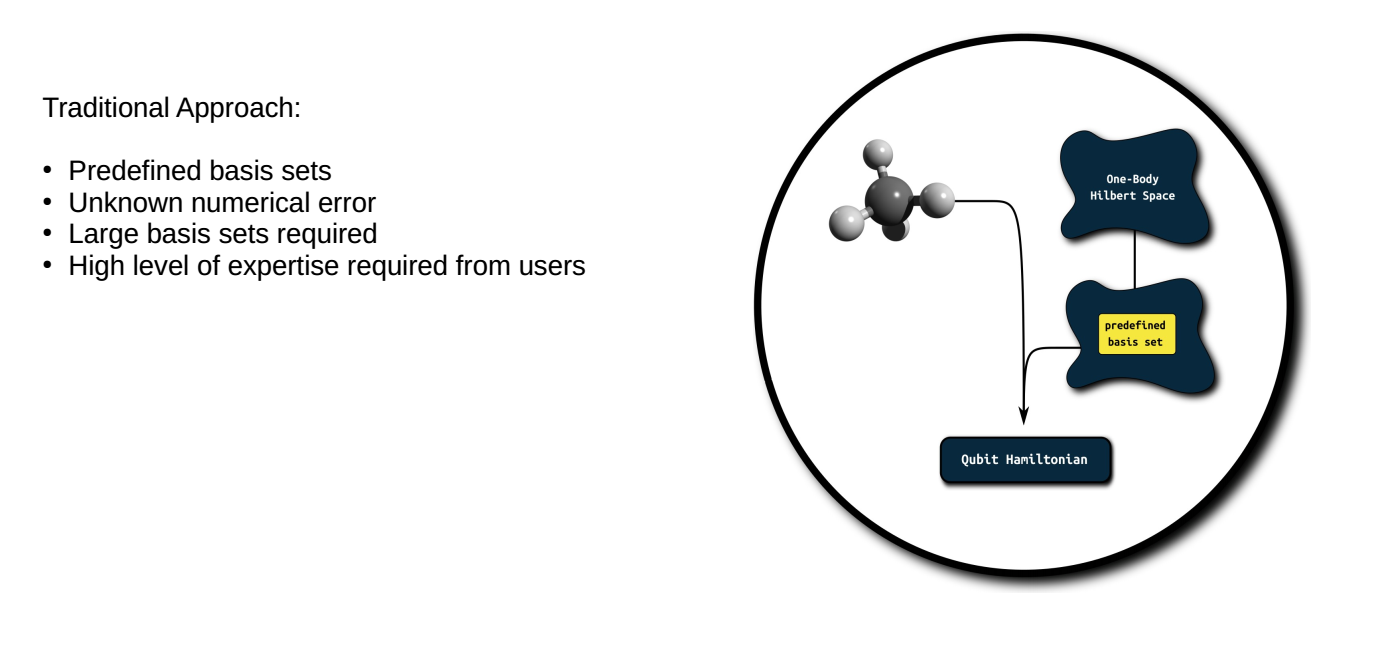 Traditional Approach:
• Predefined basis sets
• Unknown numerical error
• Large basis sets required
• High level of expertise required from users
One-Body
Hilbert Space
predefined
basis set
Qubit Hamiltonian